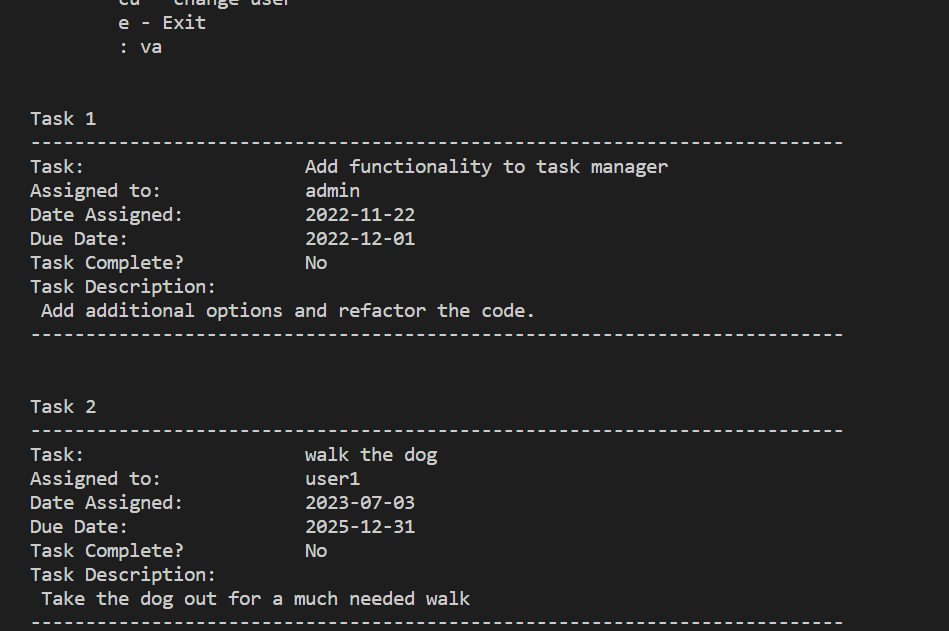 cu - change user
e - Exit
: va
Task 1
--------------------------------------------------------------------------
Task: Add functionality to task manager
Assigned to: admin
Date Assigned: 2022-11-22
Due Date: 2022-12-01
Task Complete? No
Task Description:
Add additional options and refactor the code.
--------------------------------------------------------------------------
Task 2
--------------------------------------------------------------------------
Task: walk the dog
Assigned to: user1
Date Assigned: 2023-07-03
Due Date: 2025-12-31
Task Complete? No
Task Description:
Take the dog out for a much needed walk
--------------------------------------------------------------------------